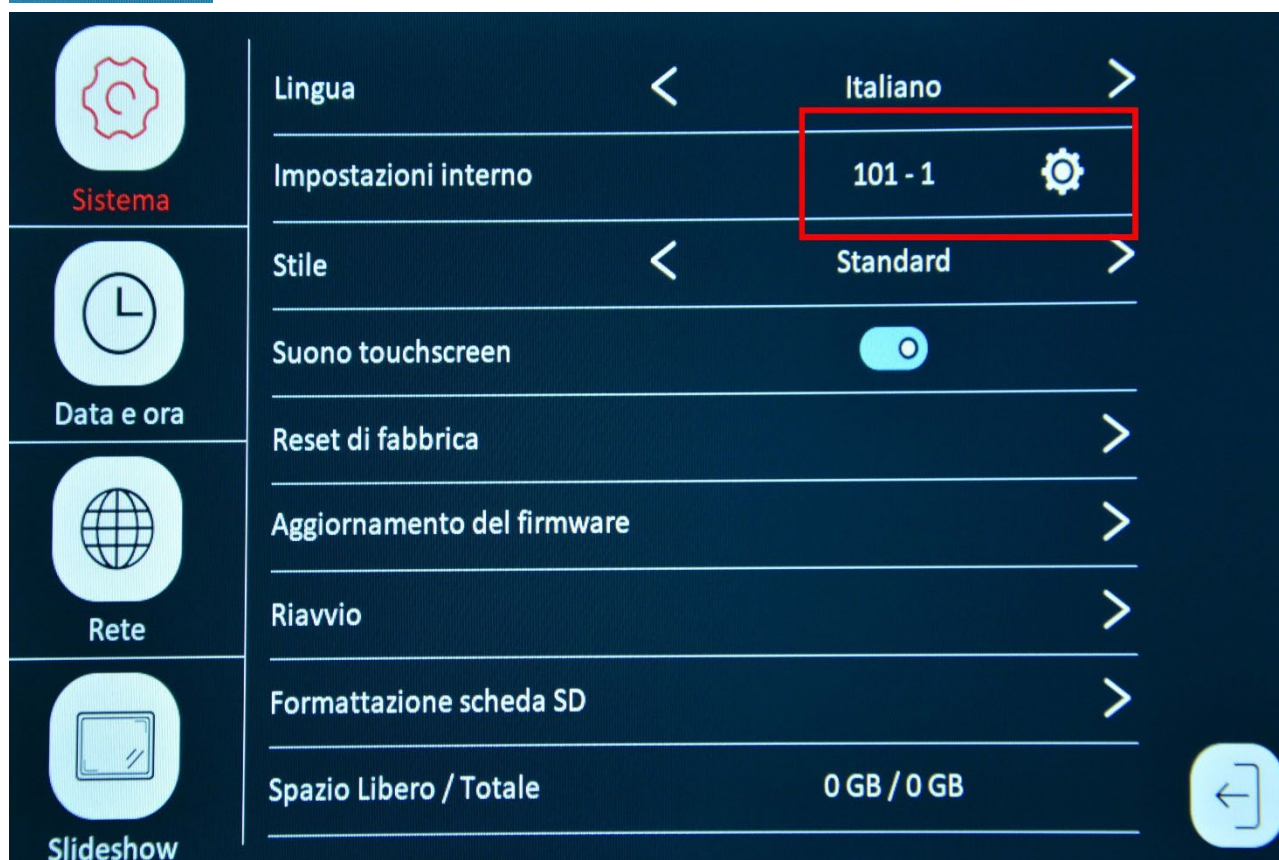 Sistema
Data e ora
Rete
Slideshow
Lingua < Italiano >
Impostazioni interno 101 - 1
Stile < Standard >
Suono touchscreen
Reset di fabbrica >
Aggiornamento del firmware >
Riavvio >
Formattazione scheda SD >
Spazio Libero / Totale 0 GB / 0 GB